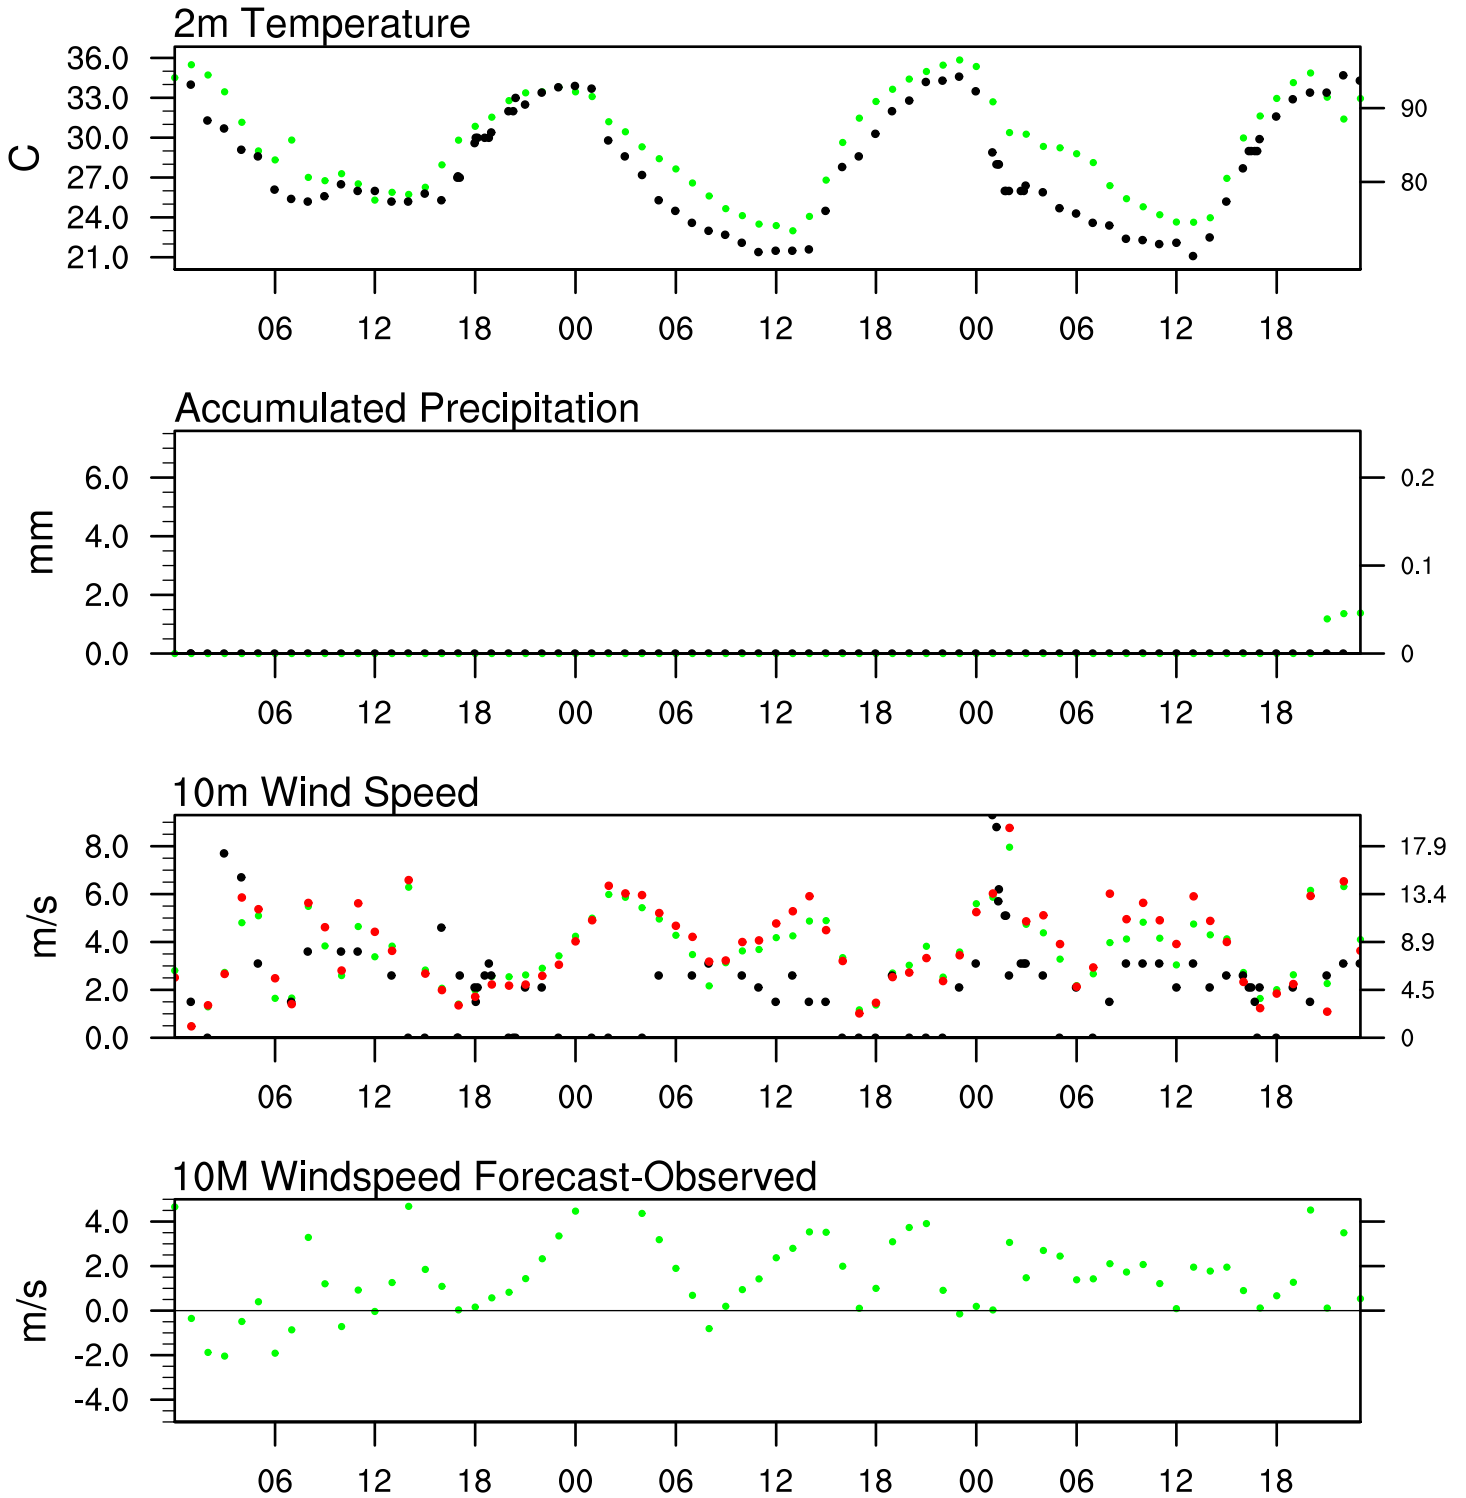 2m Temperature
36.0
33.0
30.0
27.0
24.0
21.0
C
90
80
06 12 18 00 06 12 18 00 06 12 18
Accumulated Precipitation
6.0
4.0
2.0
0.0
mm
0.2
0.1
0
06 12 18 00 06 12 18 00 06 12 18
10m Wind Speed
8.0
6.0
4.0
2.0
0.0
m/s
17.9
13.4
8.9
4.5
0
06 12 18 00 06 12 18 00 06 12 18
10M Windspeed Forecast-Observed
4.0
2.0
0.0
-2.0
-4.0
m/s
06 12 18 00 06 12 18 00 06 12 18